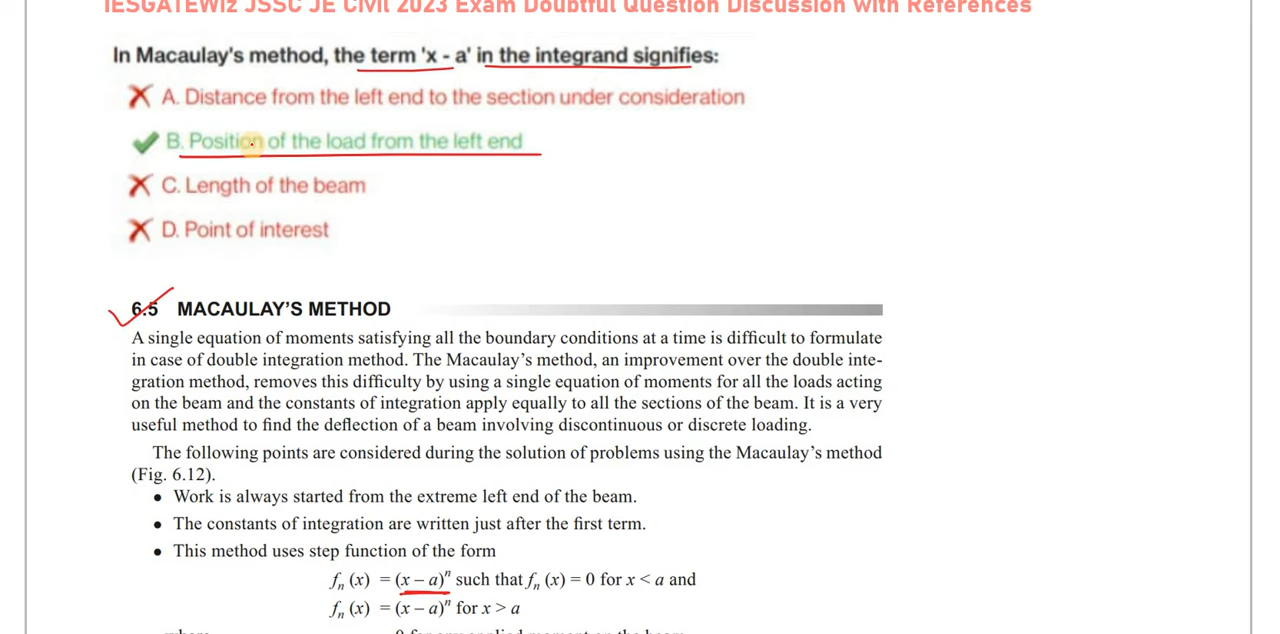 IESGATEWiz JSSC JE Civil 2023 Exam Doubtful Question Discussion with References
In Macaulay's method, the term 'x - a' in the integrand signifies:
A. Distance from the left end to the section under consideration
B. Position of the load from the left end
C. Length of the beam
D. Point of interest
6.5 MACAULAY'S METHOD
A single equation of moments satisfying all the boundary conditions at a time is difficult to formulate
in case of double integration method. The Macaulay's method, an improvement over the double inte-
gration method, removes this difficulty by using a single equation of moments for all the loads acting
on the beam and the constants of integration apply equally to all the sections of the beam. It is a very
useful method to find the deflection of a beam involving discontinuous or discrete loading.
The following points are considered during the solution of problems using the Macaulay's method
(Fig. 6.12).
• Work is always started from the extreme left end of the beam.
• The constants of integration are written just after the first term.
• This method uses step function of the form
fₙ (x) = (x – a)ⁿ such that fₙ (x) = 0 for x < a and
fₙ (x) = (x – a)ⁿ for x > a